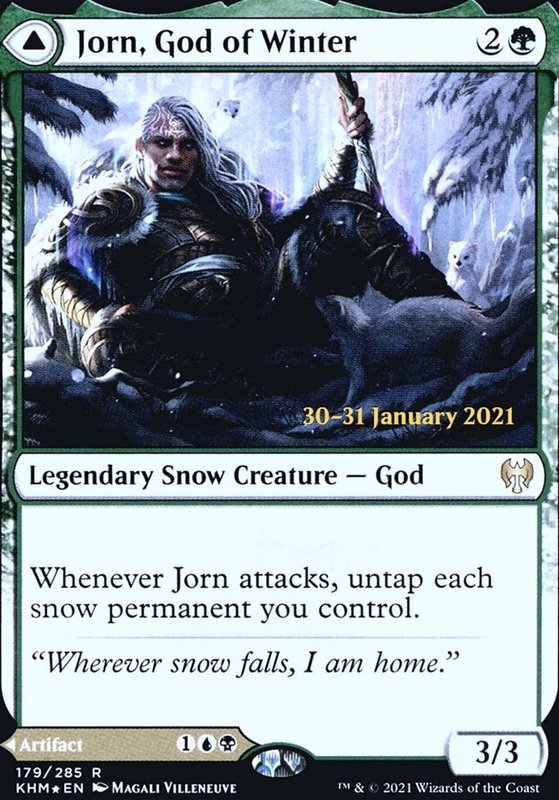 Jorn, God of Winter 2
30–31 January 2021
Legendary Snow Creature — God
Whenever Jorn attacks, untap each
snow permanent you control.
“Wherever snow falls, I am home.”
Artifact 1
3/3
179/285 R
KHM★EN Magali Villeneuve
™ & © 2021 Wizards of the Coast